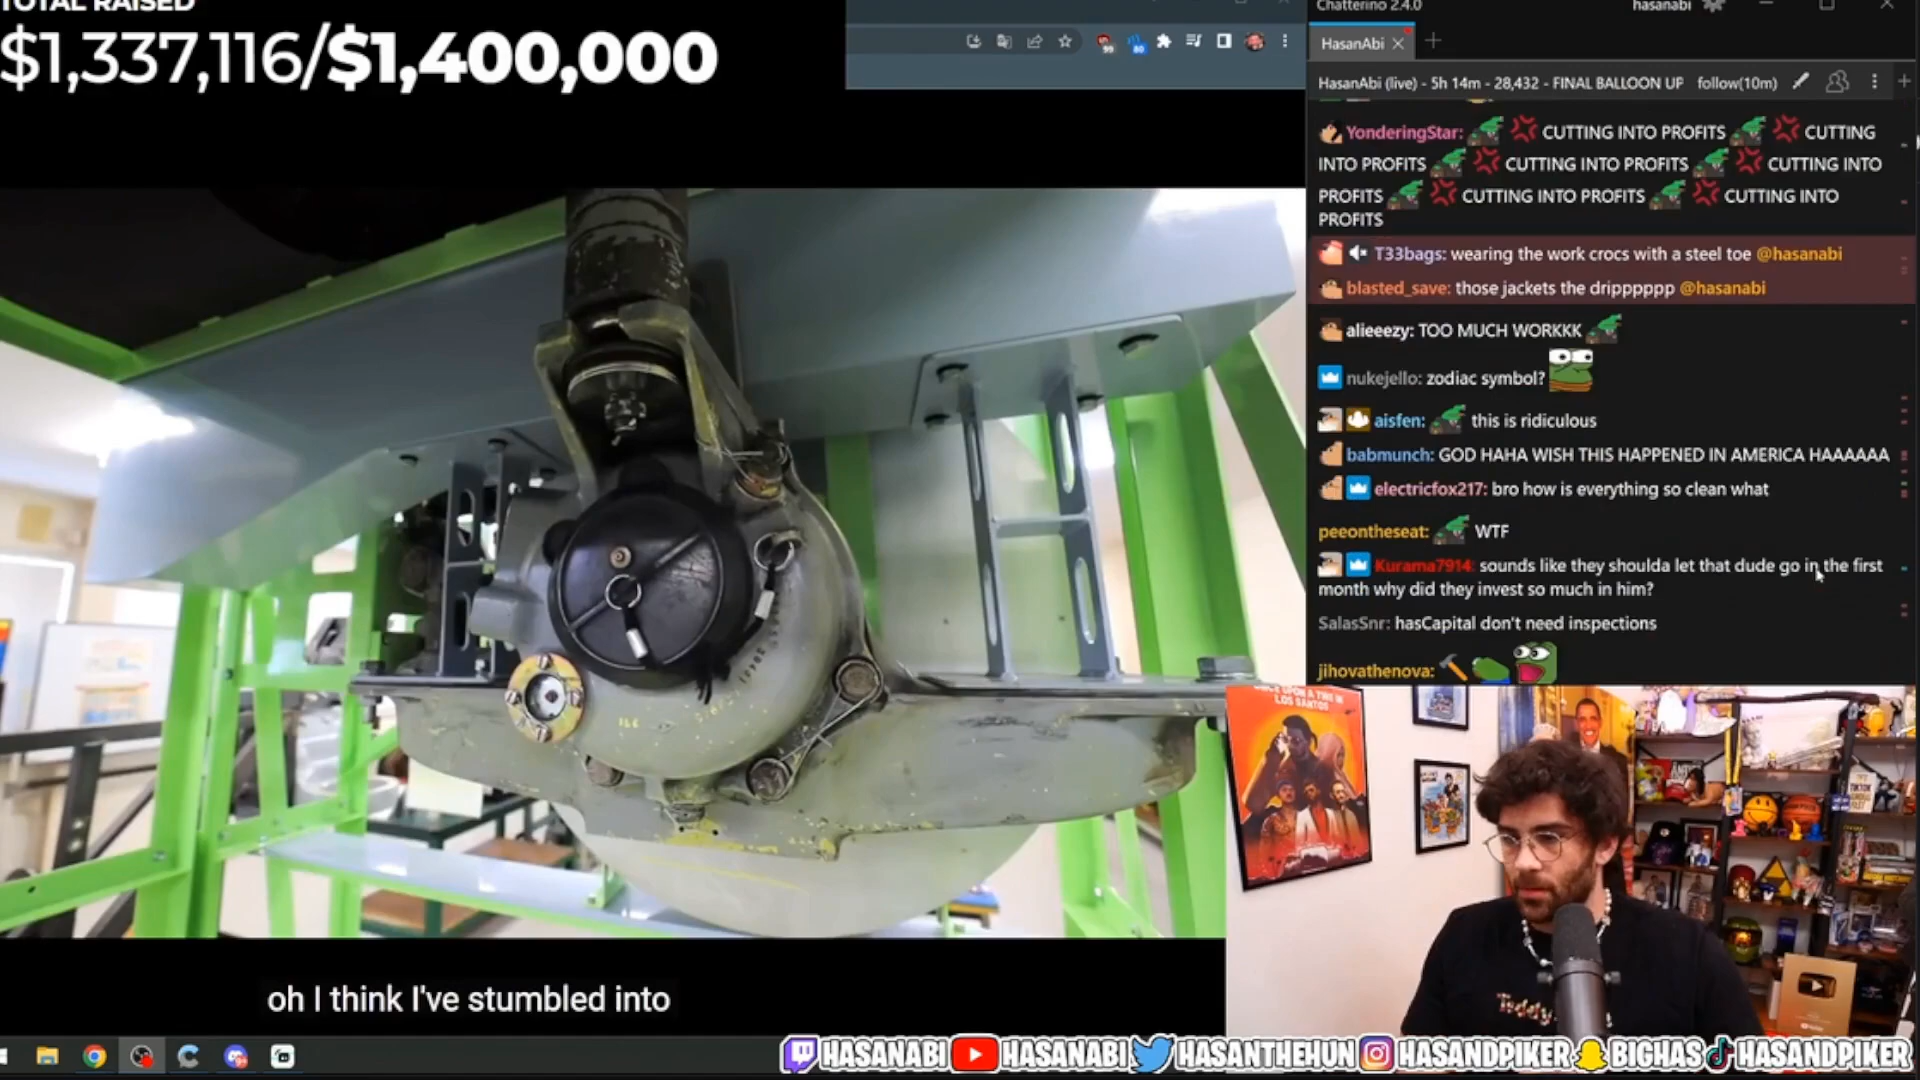 TOTAL RAISED
$1,337,116/$1,400,000
Chatterino 2.4.0
hasanabi
HasanAbi
HasanAbi (live) - 5h 14m - 28,432 - FINAL BALLOON UP
follow(10m)
YonderingStar: CUTTING INTO PROFITS CUTTING
INTO PROFITS CUTTING INTO PROFITS CUTTING INTO
PROFITS CUTTING INTO PROFITS CUTTING INTO
PROFITS
T33bags: wearing the work crocs with a steel toe @hasanabi
blasted_save: those jackets the dripppppp @hasanabi
alieeezy: TOO MUCH WORKKK
nukejello: zodiac symbol?
aisfen: this is ridiculous
babmunch: GOD HAHA WISH THIS HAPPENED IN AMERICA HAAAAAA
electricfox217: bro how is everything so clean what
peeontheseat: WTF
Kurama7914: sounds like they shoulda let that dude go in the first
month why did they invest so much in him?
SalasSnr: hasCapital don't need inspections
jihovathenova:
99
80
LOS SANTOS
Teddy
oh I think I've stumbled into
HASANABI HASANABI HASANTHEHUN HASANDPIKER BIGHAS HASANDPIKER